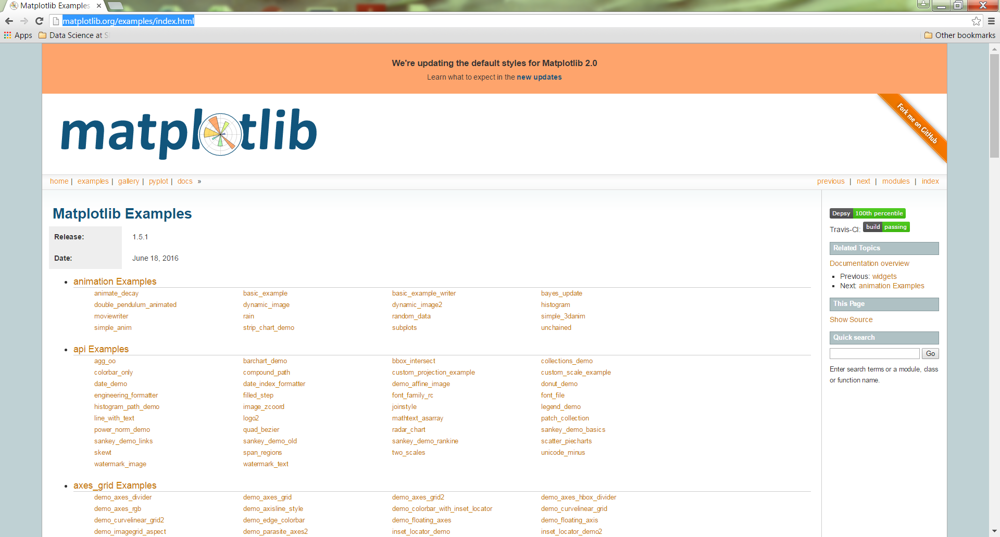 Matplotlib Examples
matplotlib.org/examples/index.html
Apps Data Science at S Other bookmarks
We're updating the default styles for Matplotlib 2.0
Learn what to expect in the new updates
matplotlib
Fork me on GitHub
home | examples | gallery | pyplot | docs » previous | next | modules | index
Matplotlib Examples
Release: 1.5.1
Date: June 18, 2016
• animation Examples
animate_decay basic_example basic_example_writer bayes_update
double_pendulum_animated dynamic_image dynamic_image2 histogram
moviewriter rain random_data simple_3danim
simple_anim strip_chart_demo subplots unchained
• api Examples
agg_oo barchart_demo bbox_intersect collections_demo
colorbar_only compound_path custom_projection_example custom_scale_example
date_demo date_index_formatter demo_affine_image donut_demo
engineering_formatter filled_step font_family_rc font_file
histogram_path_demo image_zcoord joinstyle legend_demo
line_with_text logo2 mathtext_asarray patch_collection
power_norm_demo quad_bezier radar_chart sankey_demo_basics
sankey_demo_links sankey_demo_old sankey_demo_rankine scatter_piecharts
skewt span_regions two_scales unicode_minus
watermark_image watermark_text
• axes_grid Examples
demo_axes_divider demo_axes_grid demo_axes_grid2 demo_axes_hbox_divider
demo_axes_rgb demo_axisline_style demo_colorbar_with_inset_locator demo_curvelinear_grid
demo_curvelinear_grid2 demo_edge_colorbar demo_floating_axes demo_floating_axis
demo_imagegrid_aspect demo_parasite_axes2 inset_locator_demo inset_locator_demo2
Depsy 100th percentile
Travis-CI: build passing
Related Topics
Documentation overview
Previous: widgets
Next: animation Examples
This Page
Show Source
Quick search
Go
Enter search terms or a module, class
or function name.